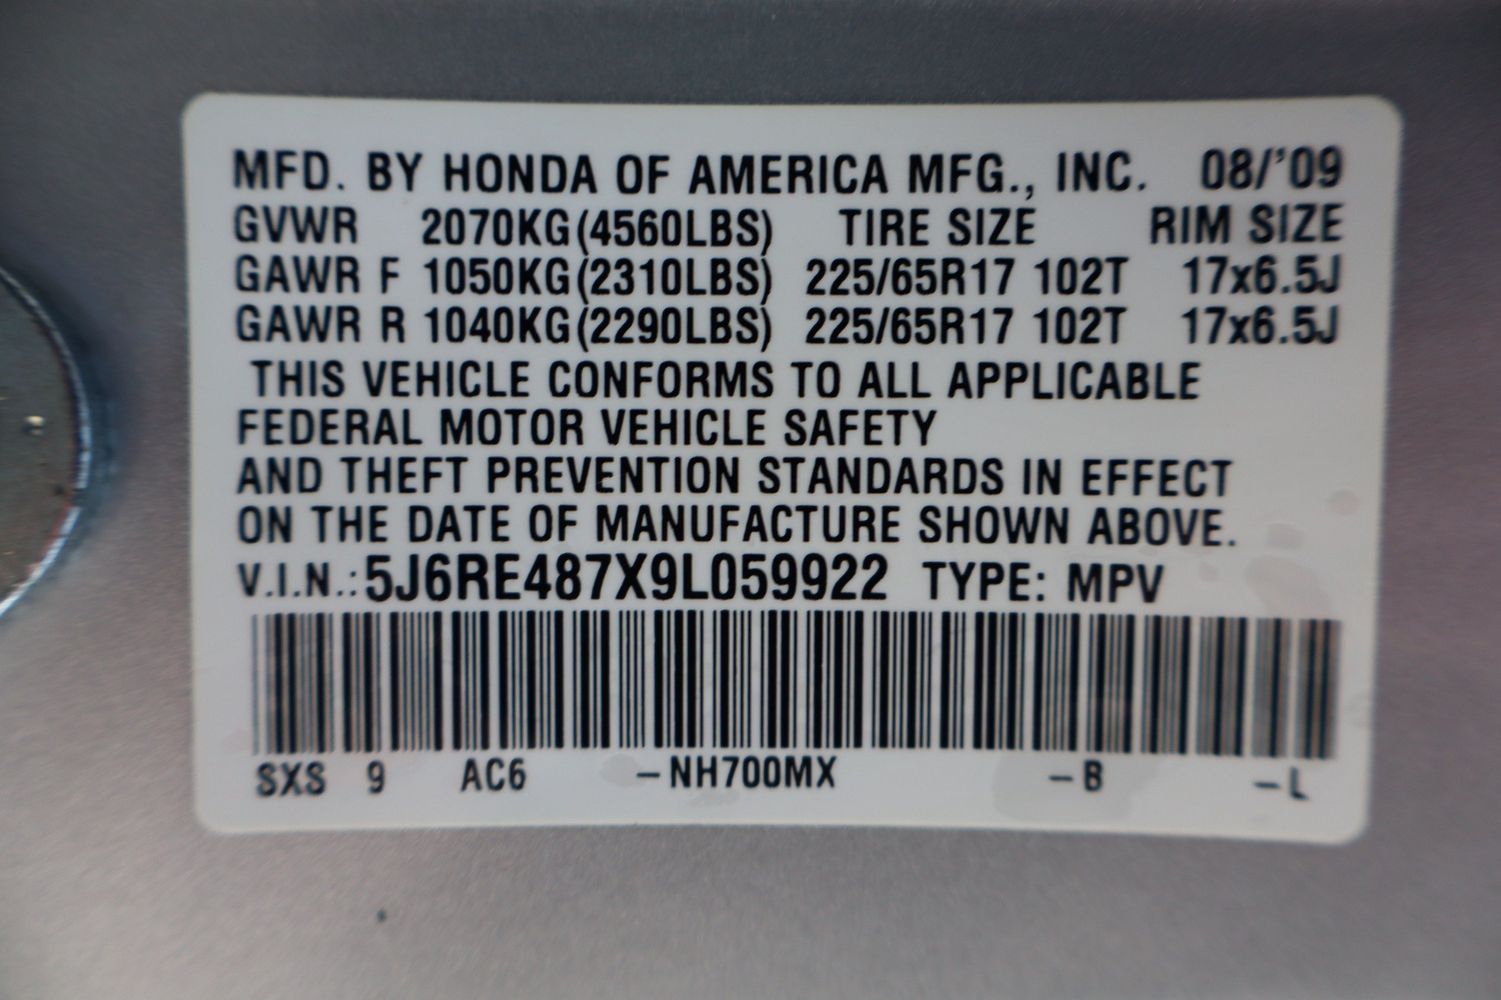 MFD. BY HONDA OF AMERICA MFG., INC. 08/'09
GVWR 2070KG(4560LBS) TIRE SIZE RIM SIZE
GAWR F 1050KG(2310LBS) 225/65R17 102T 17x6.5J
GAWR R 1040KG(2290LBS) 225/65R17 102T 17x6.5J
THIS VEHICLE CONFORMS TO ALL APPLICABLE
FEDERAL MOTOR VEHICLE SAFETY
AND THEFT PREVENTION STANDARDS IN EFFECT
ON THE DATE OF MANUFACTURE SHOWN ABOVE.
V.I.N.: 5J6RE487X9L059922 TYPE: MPV
SXS 9 AC6 –NH700MX –B –L